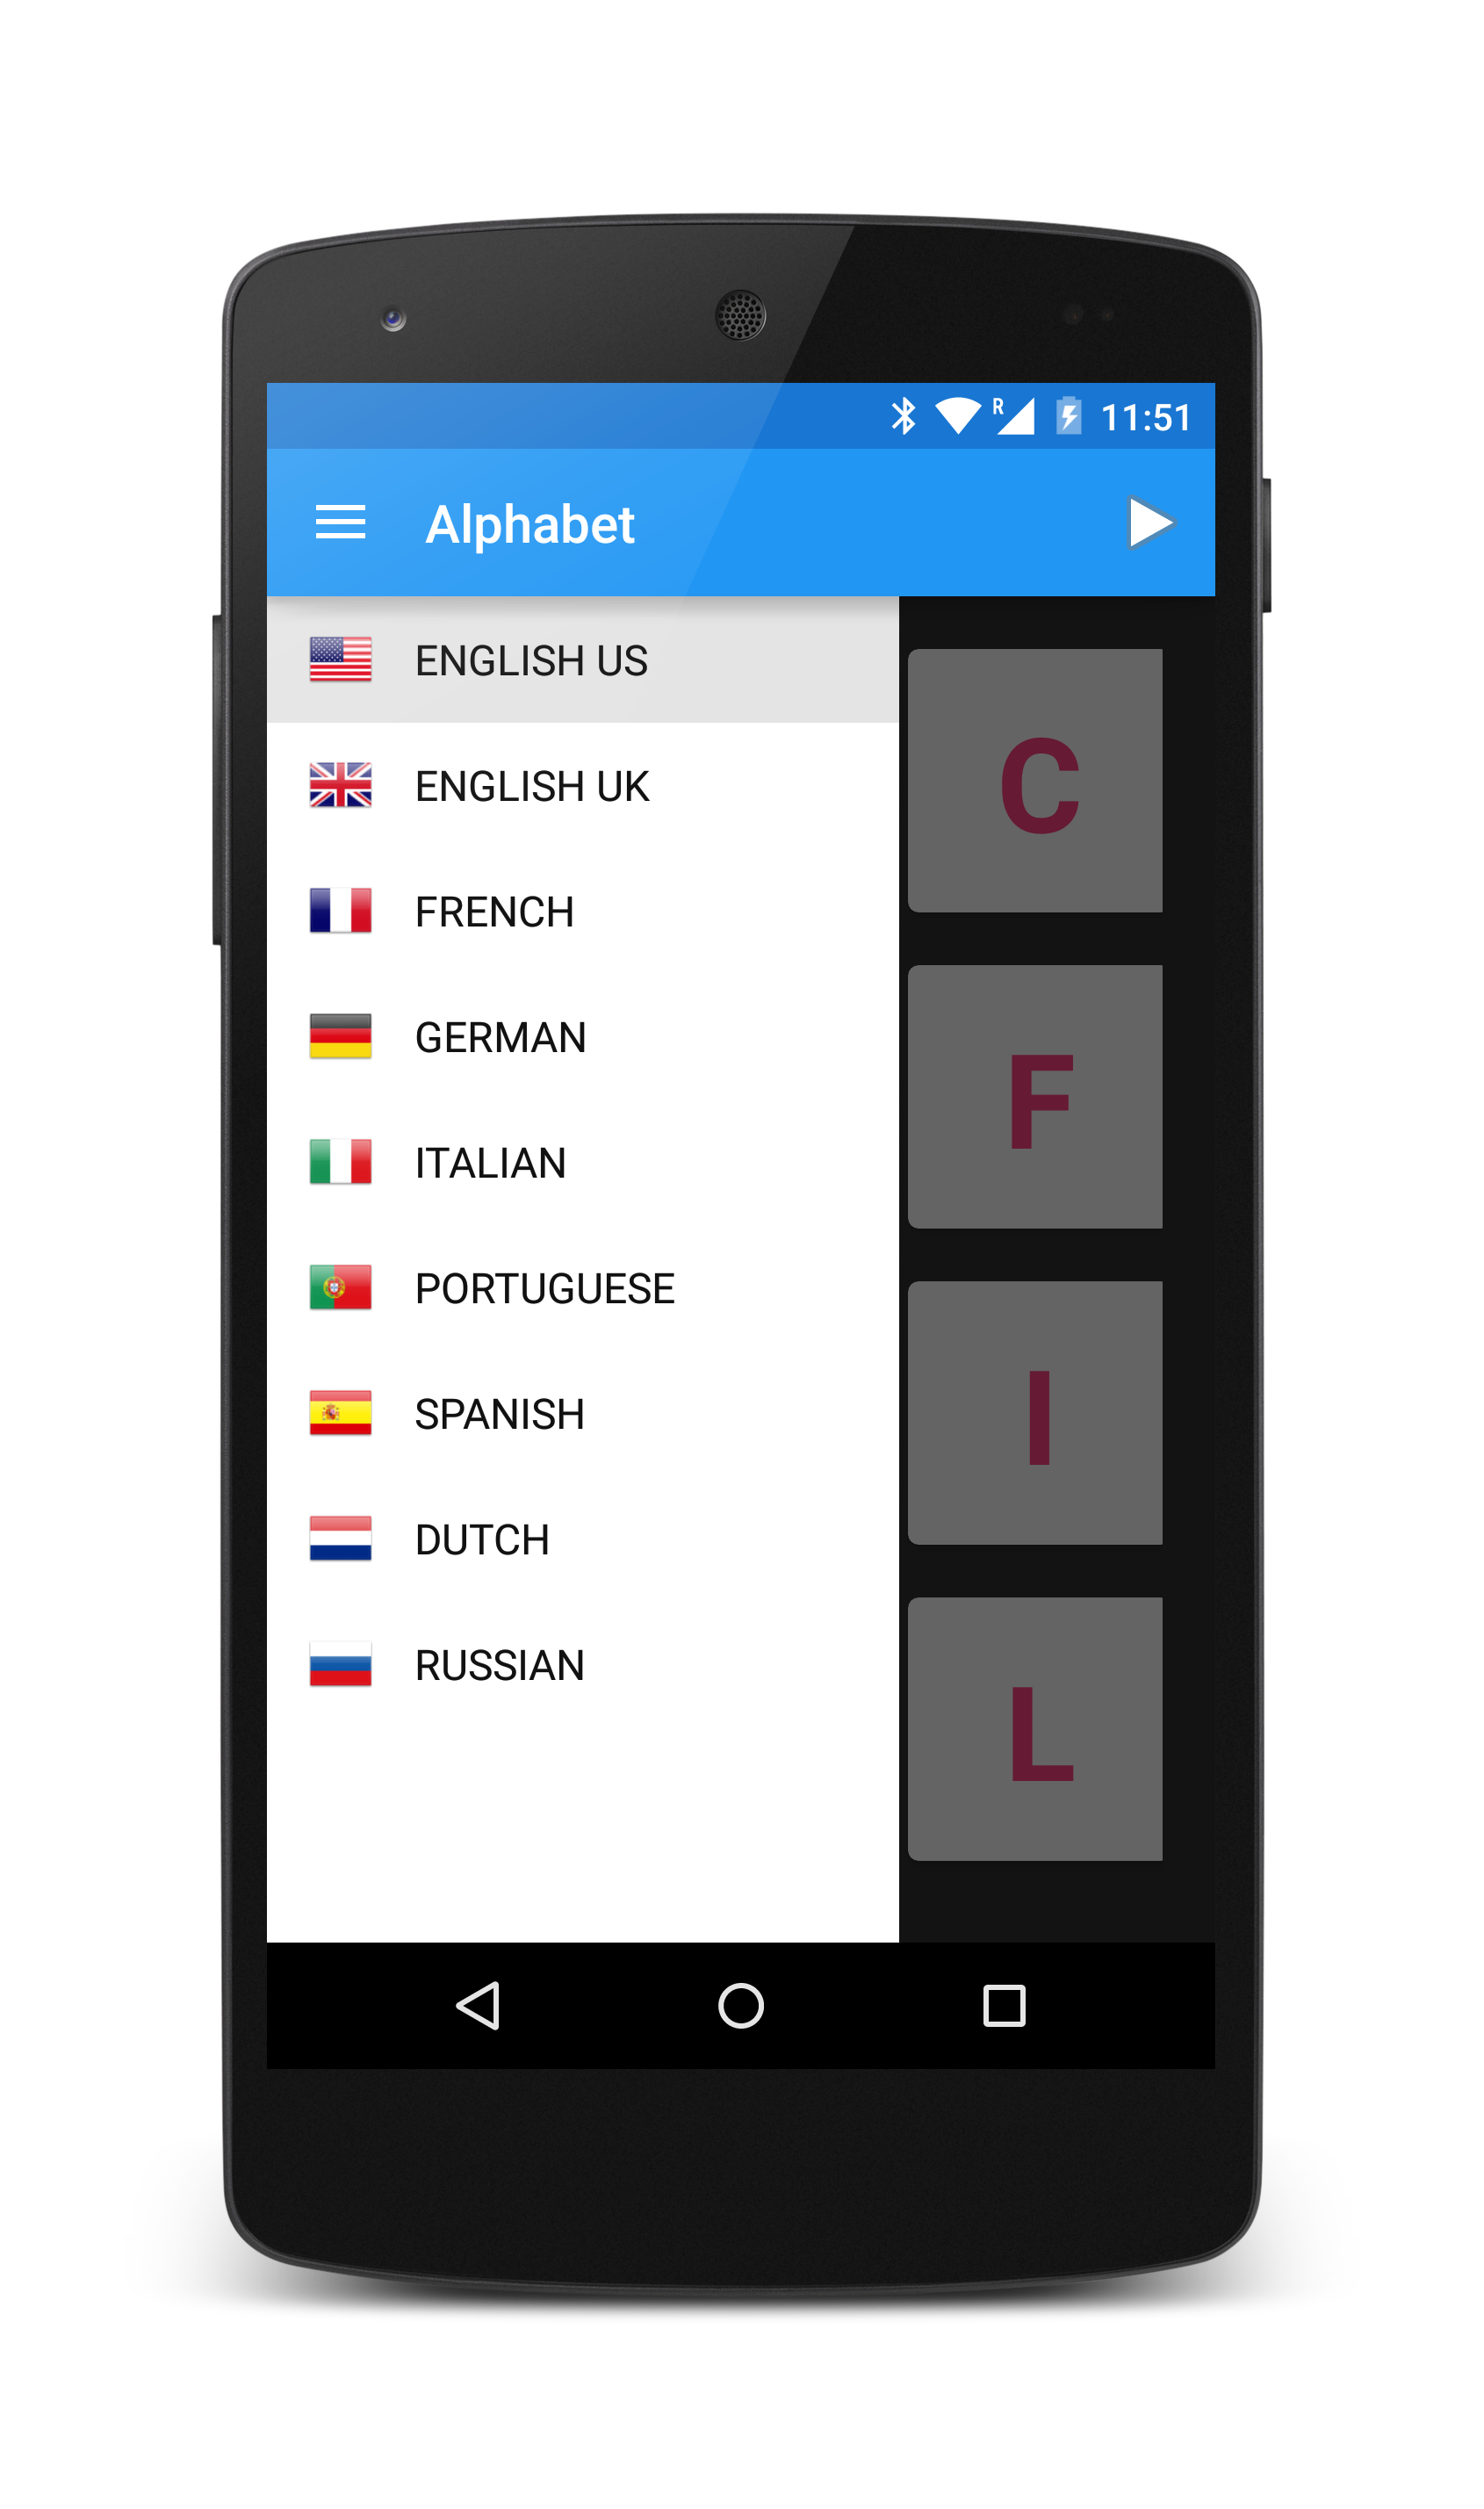 R 11:51
Alphabet
ENGLISH US
ENGLISH UK
FRENCH
GERMAN
ITALIAN
PORTUGUESE
SPANISH
DUTCH
RUSSIAN
C
F
I
L